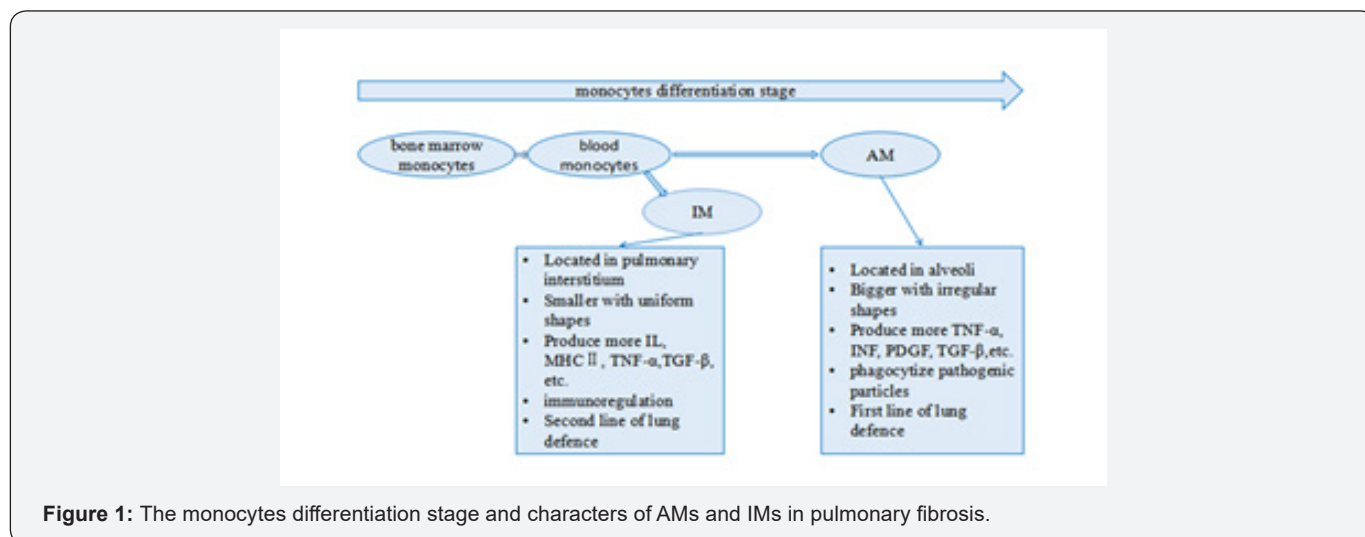 monocytes differentiation stage
bone marrow
monocytes
blood
monocytes
AM
IM
• Located in pulmonary
interstitium
• Smaller with uniform
shapes
• Produce more IL,
MHCⅡ, TNF-α,TGF-β,
etc.
• immunoregulation
• Second line of lung
defence
• Located in alveoli
• Bigger with irregular
shapes
• Produce more TNF-α,
INF, PDGF, TGF-β,etc.
• phagocytize pathogenic
particles
• First line of lung
defence
Figure 1: The monocytes differentiation stage and characters of AMs and IMs in pulmonary fibrosis.